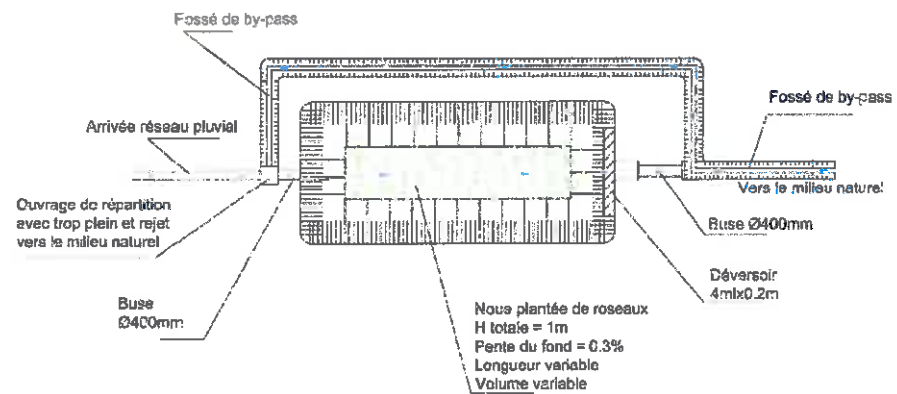 Fossé de by-pass
Fossé de by-pass
Arrivée réseau pluvial
Vers le milieu naturel
Ouvrage de répartition
avec trop plein et rejet
vers le milieu naturel
Buse Ø400mm
Déversoir
4mlx0.2m
Buse
Ø400mm
Noue plantée de roseaux
H totale = 1m
Pente du fond = 0.3%
Longueur variable
Volume variable